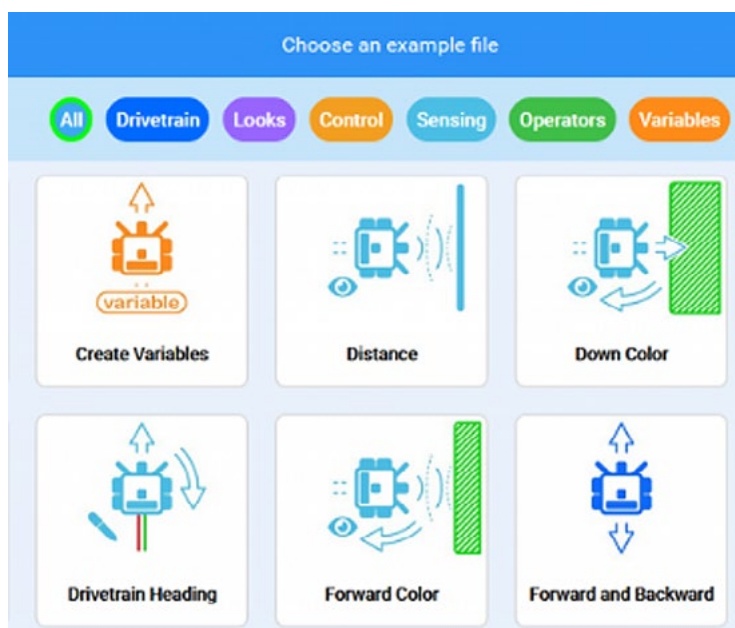 Choose an example file
All Drivetrain Looks Control Sensing Operators Variables
(variable)
Create Variables Distance Down Color
Drivetrain Heading Forward Color Forward and Backward